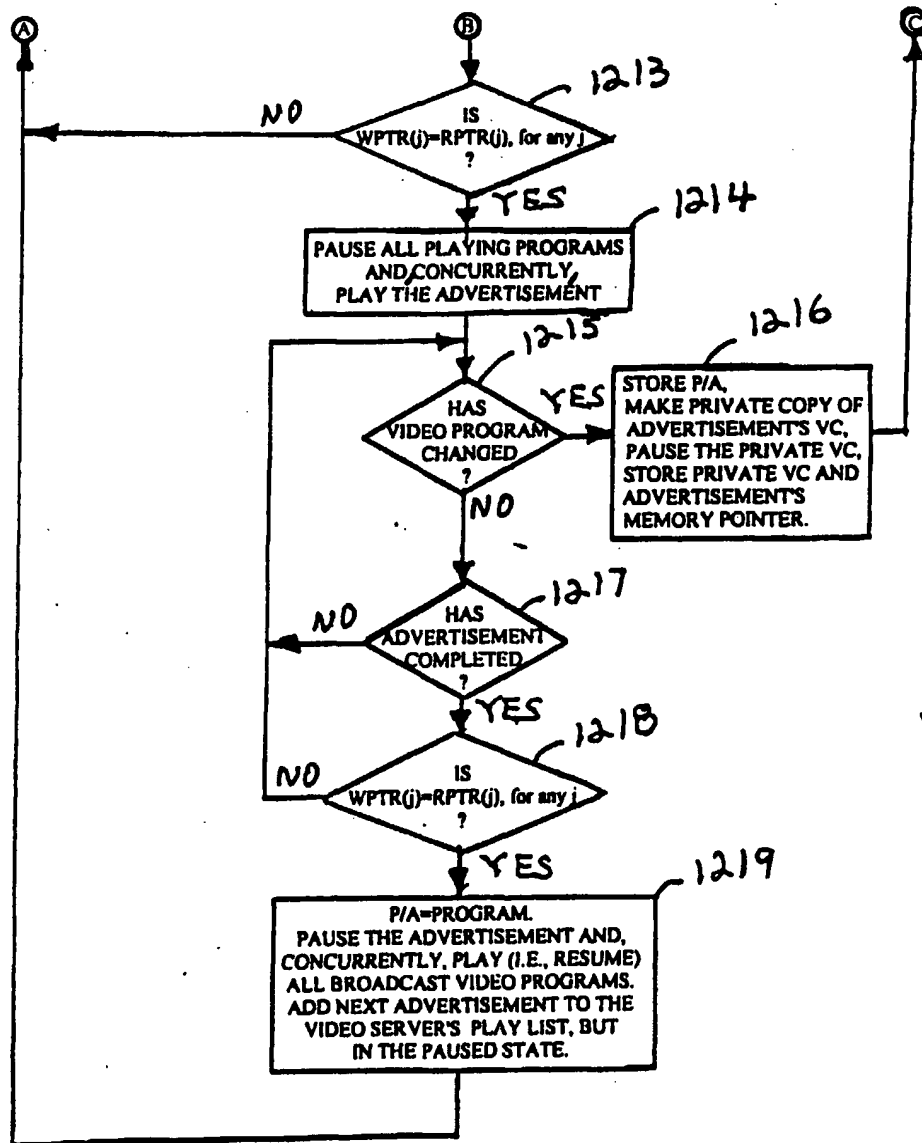 A
B
C
1213
NO
IS
WPTR(j)=RPTR(j), for any j
?
YES
1214
PAUSE ALL PLAYING PROGRAMS
AND, CONCURRENTLY,
PLAY THE ADVERTISEMENT
1215
1216
HAS
VIDEO PROGRAM
CHANGED
?
YES
STORE P/A,
MAKE PRIVATE COPY OF
ADVERTISEMENT'S VC,
PAUSE THE PRIVATE VC,
STORE PRIVATE VC AND
ADVERTISEMENT'S
MEMORY POINTER.
NO
1217
NO
HAS
ADVERTISEMENT
COMPLETED
?
YES
1218
NO
IS
WPTR(j)=RPTR(j), for any j
?
YES
1219
P/A=PROGRAM.
PAUSE THE ADVERTISEMENT AND,
CONCURRENTLY, PLAY (I.E., RESUME)
ALL BROADCAST VIDEO PROGRAMS.
ADD NEXT ADVERTISEMENT TO THE
VIDEO SERVER'S PLAY LIST, BUT
IN THE PAUSED STATE.